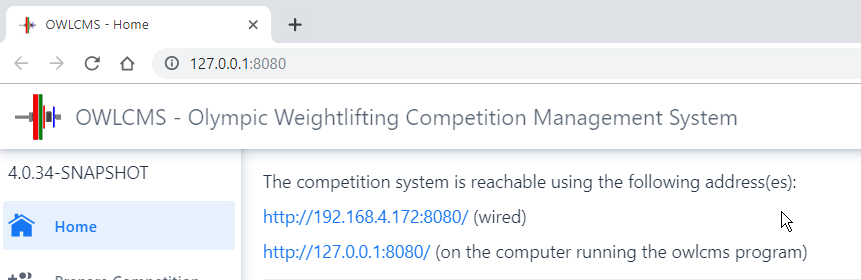 OWLCMS - Home
127.0.0.1:8080
OWLCMS - Olympic Weightlifting Competition Management System
4.0.34-SNAPSHOT
The competition system is reachable using the following address(es):
Home
http://192.168.4.172:8080/ (wired)
http://127.0.0.1:8080/ (on the computer running the owlcms program)
Prepare Competition